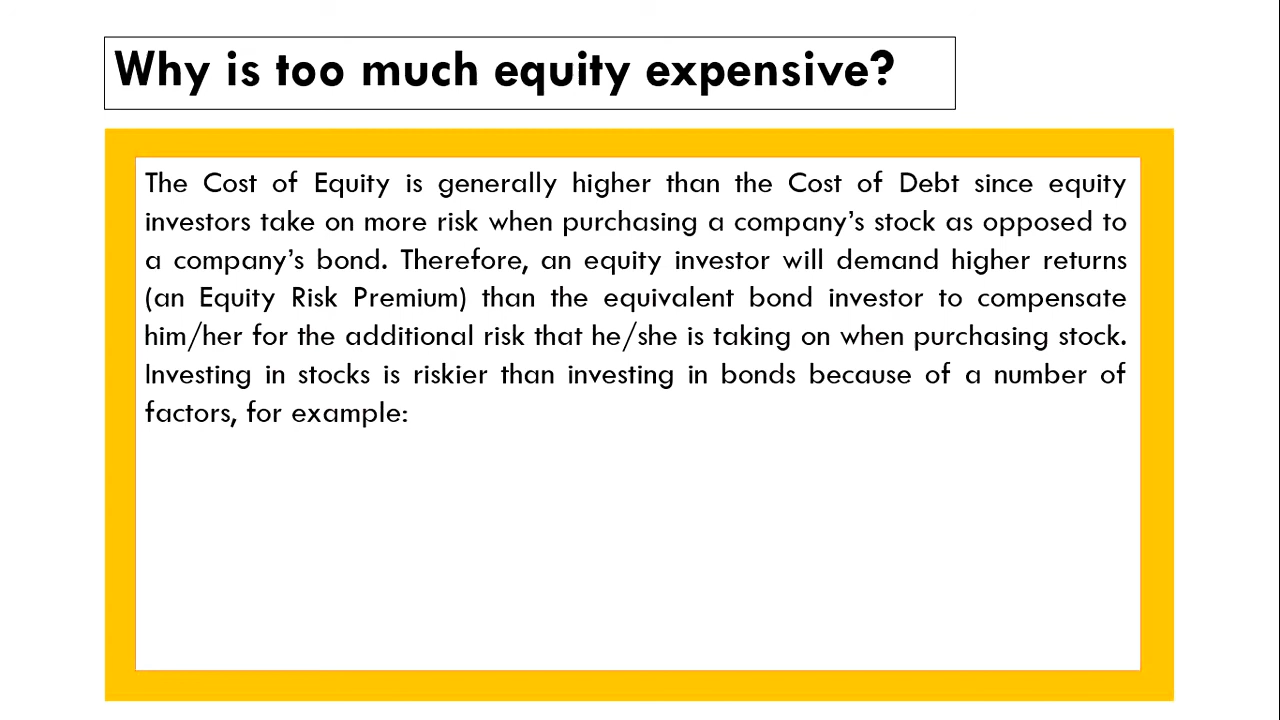 Why is too much equity expensive?
The Cost of Equity is generally higher than the Cost of Debt since equity
investors take on more risk when purchasing a company’s stock as opposed to
a company’s bond. Therefore, an equity investor will demand higher returns
(an Equity Risk Premium) than the equivalent bond investor to compensate
him/her for the additional risk that he/she is taking on when purchasing stock.
Investing in stocks is riskier than investing in bonds because of a number of
factors, for example: